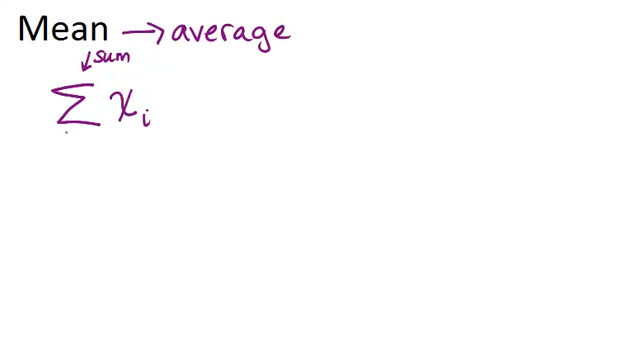 Mean → average
↓ sum
∑ xᵢ